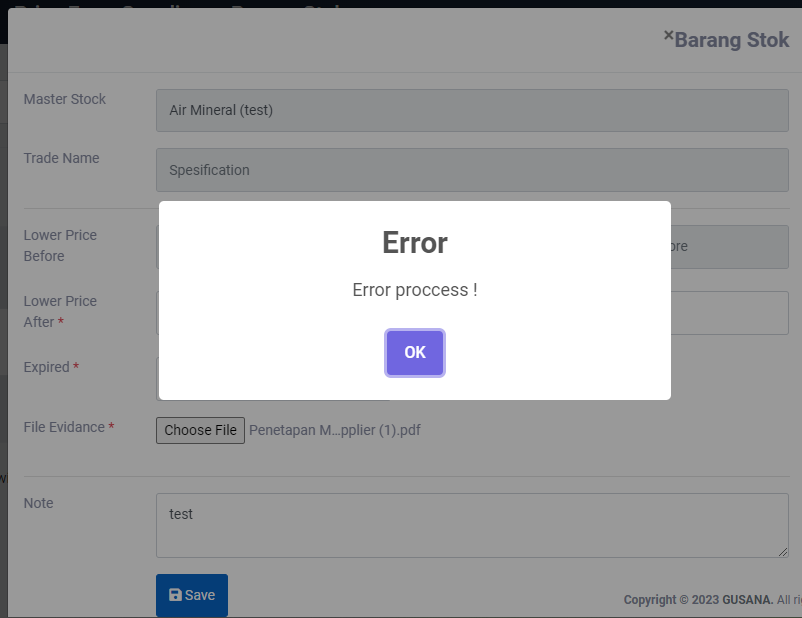 ×Barang Stok
Master Stock
Air Mineral (test)
Trade Name
Spesification
Lower Price
Before
Lower Price
After *
Error
Error proccess !
OK
Expired *
File Evidance *
Choose File
Penetapan M...pplier (1).pdf
Note
test
Save
Copyright © 2023 GUSANA. All